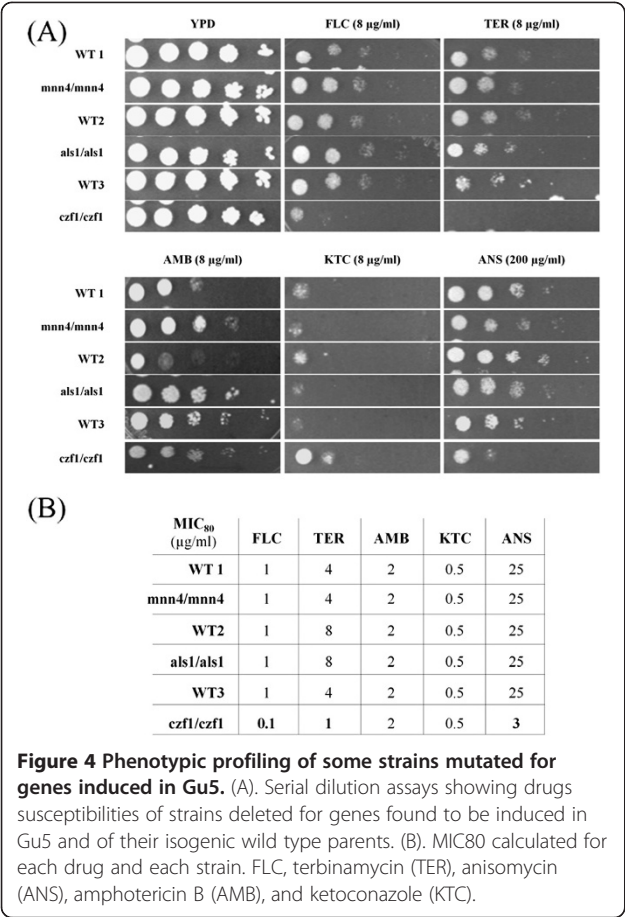 (A)
YPD FLC (8 µg/ml) TER (8 µg/ml)
WT 1
mnn4/mnn4
WT2
als1/als1
WT3
czf1/czf1
AMB (8 µg/ml) KTC (8 µg/ml) ANS (200 µg/ml)
WT 1
mnn4/mnn4
WT2
als1/als1
WT3
czf1/czf1
(B)
MIC80 (µg/ml) FLC TER AMB KTC ANS
WT 1 1 4 2 0.5 25
mnn4/mnn4 1 4 2 0.5 25
WT2 1 8 2 0.5 25
als1/als1 1 8 2 0.5 25
WT3 1 4 2 0.5 25
czf1/czf1 0.1 1 2 0.5 3
Figure 4 Phenotypic profiling of some strains mutated for
genes induced in Gu5. (A). Serial dilution assays showing drugs
susceptibilities of strains deleted for genes found to be induced in
Gu5 and of their isogenic wild type parents. (B). MIC80 calculated for
each drug and each strain. FLC, terbinamycin (TER), anisomycin
(ANS), amphotericin B (AMB), and ketoconazole (KTC).